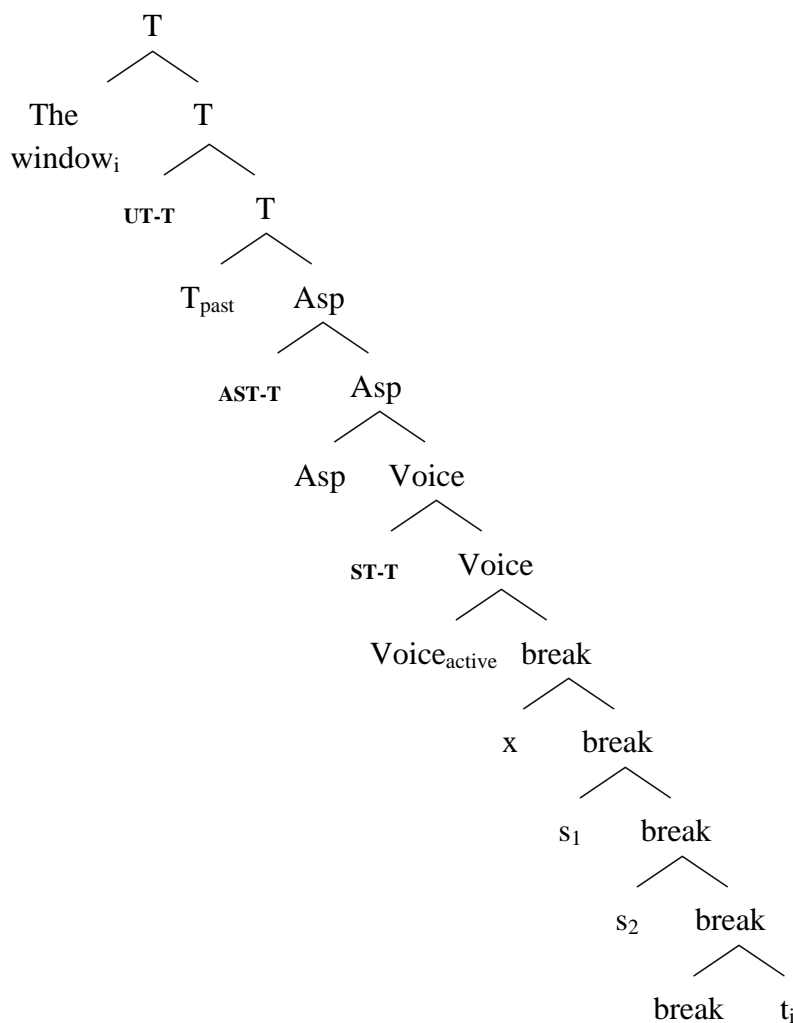 T
The T
window_i
UT-T T
T_past Asp
AST-T Asp
Asp Voice
ST-T Voice
Voice_active break
x break
s_1 break
s_2 break
break t_i